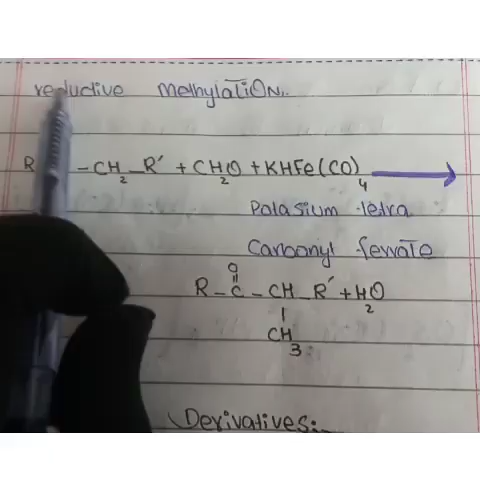 reductive Methylation.
R - CH2 - R′ + CH2O + KHFe(CO)4
Potasium tetra
Carbonyl ferrate
O
R - C - CH - R′ + H2O
CH3
Derivatives:-